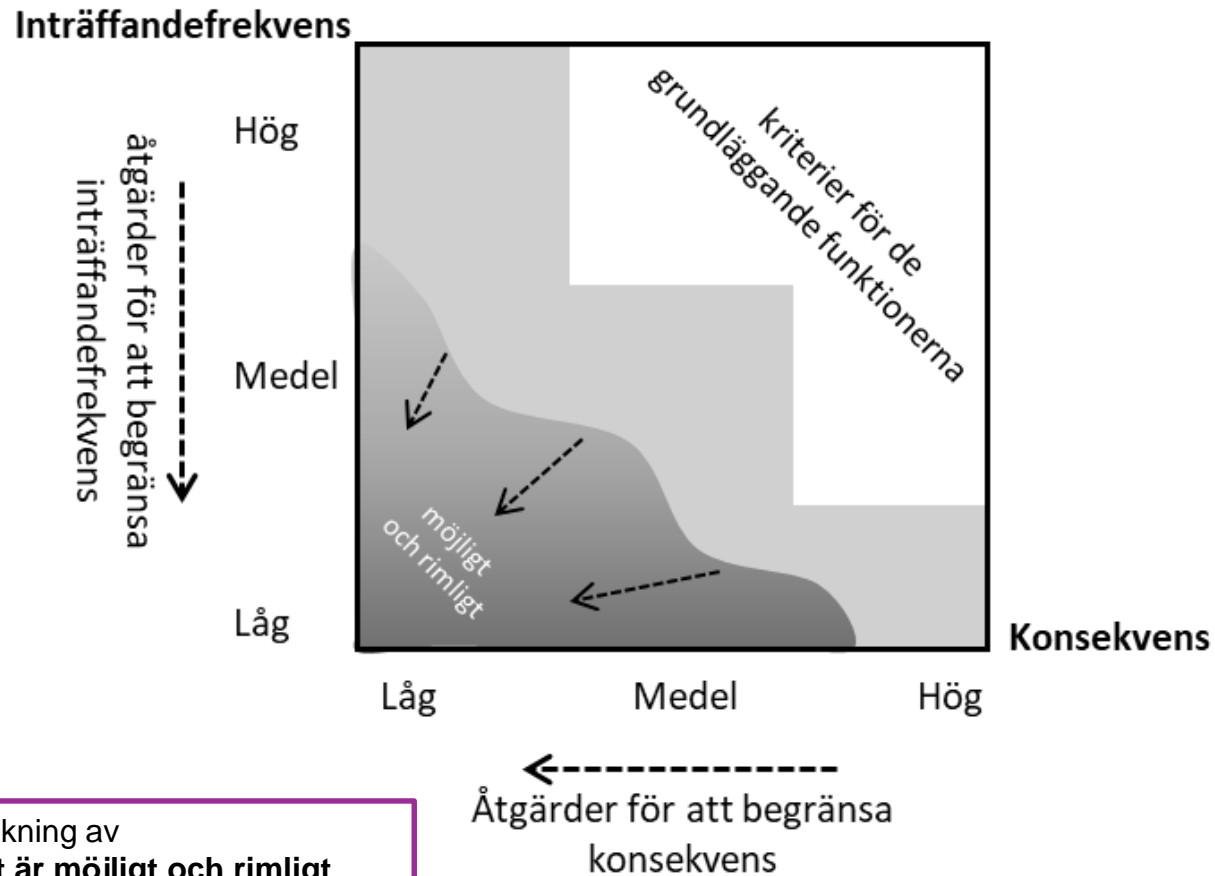 Inträffandefrekvens
Hög
Medel
Låg
åtgärder för att begränsa
inträffandefrekvens
kriterier för de
grundläggande funktionerna
möjligt
och rimligt
Konsekvens
Låg
Medel
Hög
Åtgärder för att begränsa
konsekvens
kning av
t är möjligt och rimligt